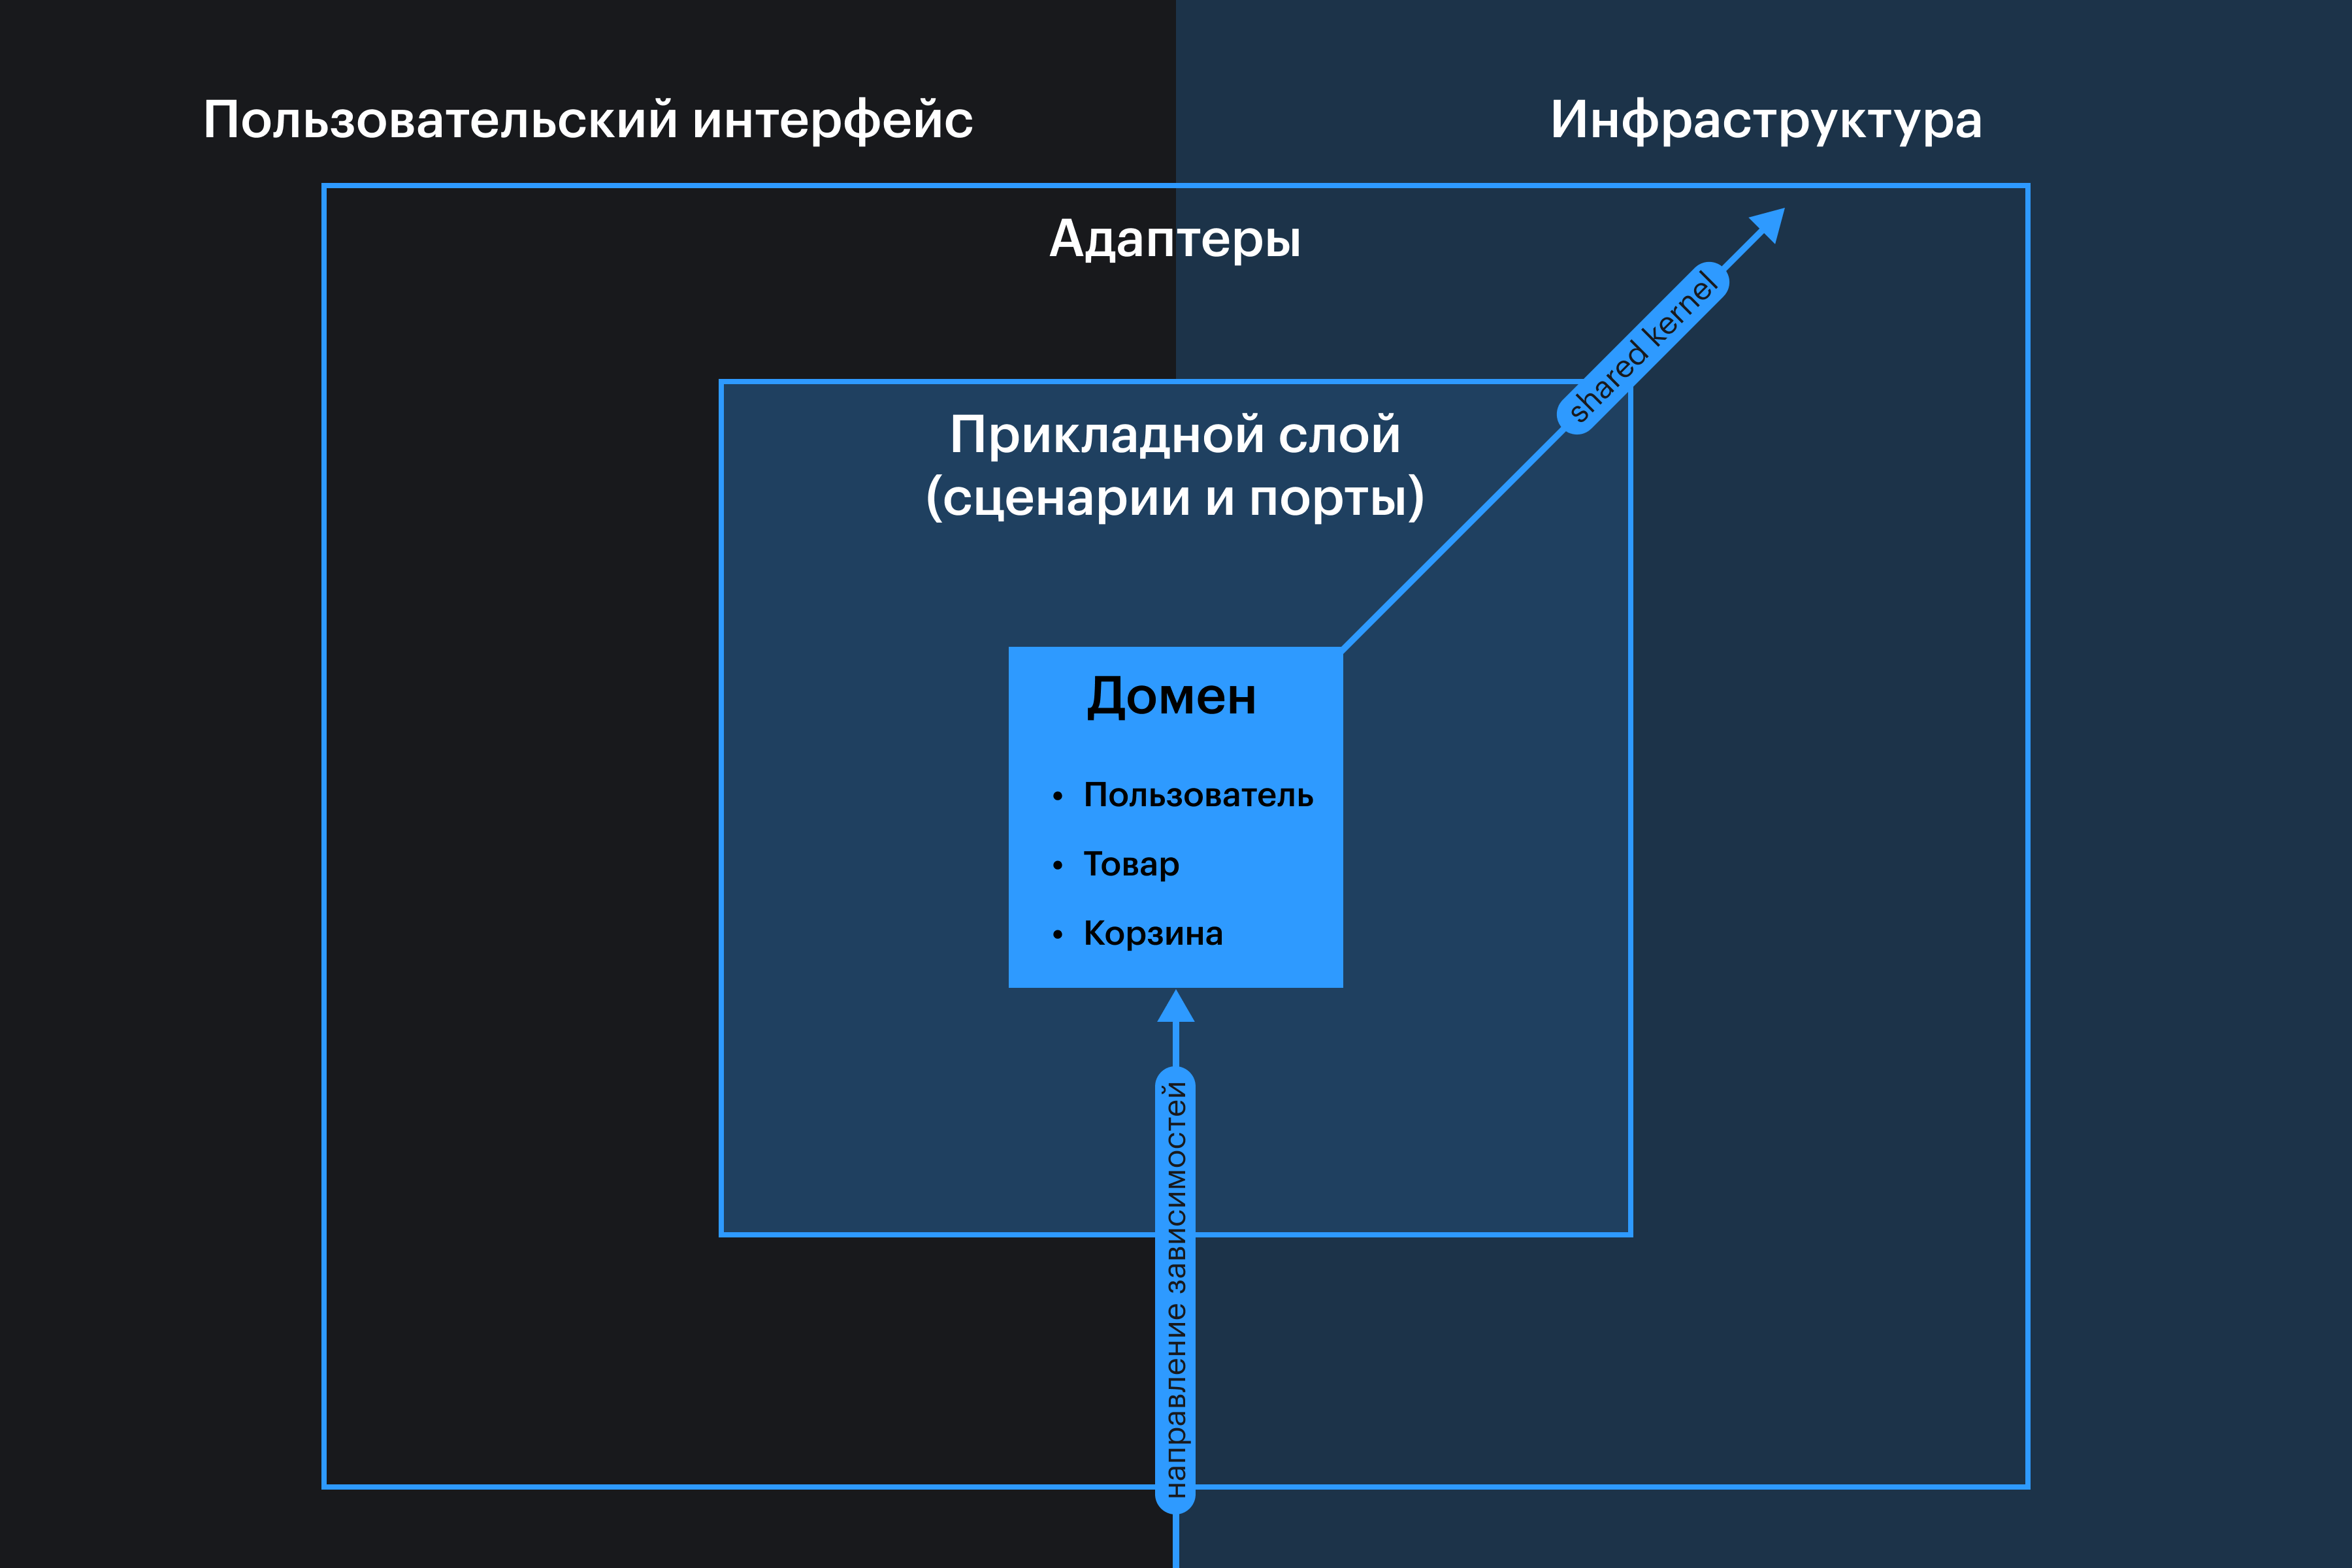 Пользовательский интерфейс
Инфраструктура
Адаптеры
shared kernel
Прикладной слой
(сценарии и порты)
Домен
• Пользователь
• Товар
• Корзина
направление зависимостей